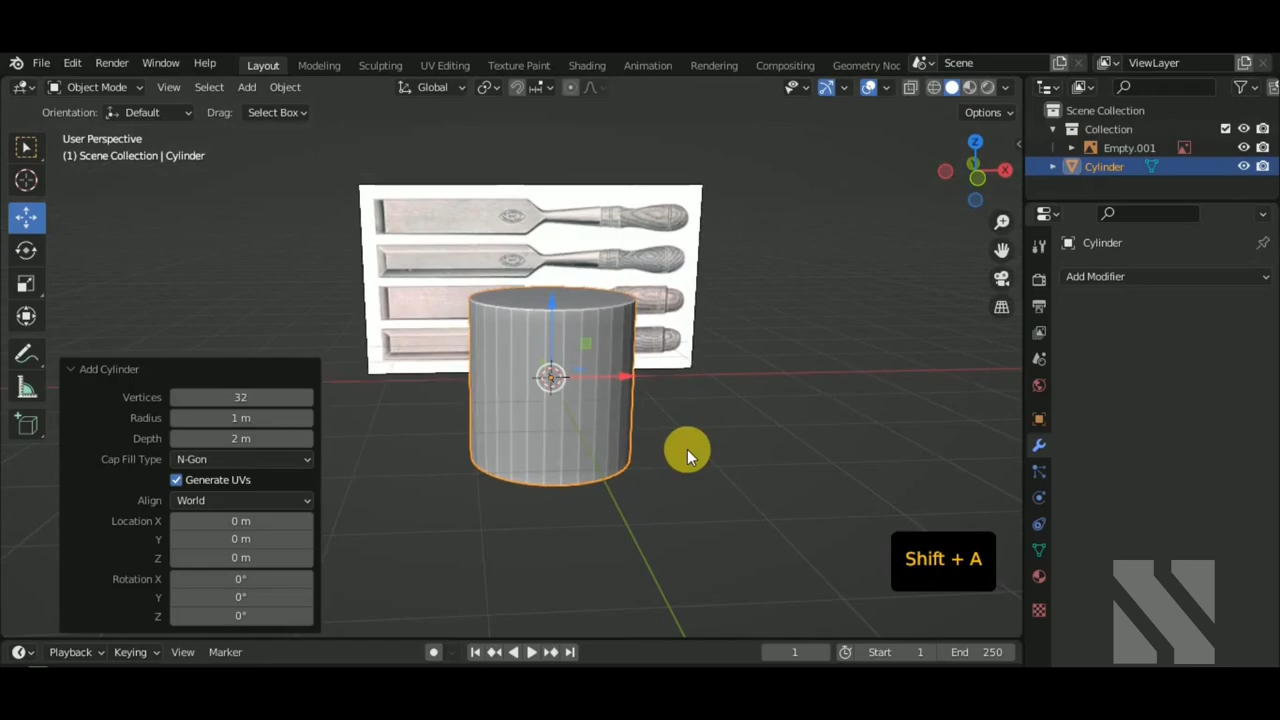 File Edit Render Window Help Layout Modeling Sculpting UV Editing Texture Paint Shading Animation Rendering Compositing Geometry Noc Scene ViewLayer
Object Mode View Select Add Object Global Options
Orientation: Default Drag: Select Box
User Perspective
(1) Scene Collection | Cylinder
Z
X
Scene Collection
Collection
Empty.001
Cylinder
Cylinder
Add Modifier
Add Cylinder
Vertices 32
Radius 1 m
Depth 2 m
Cap Fill Type N-Gon
Generate UVs
Align World
Location X 0 m
Y 0 m
Z 0 m
Rotation X 0°
Y 0°
Z 0°
Shift + A
Playback Keying View Marker 1 Start 1 End 250